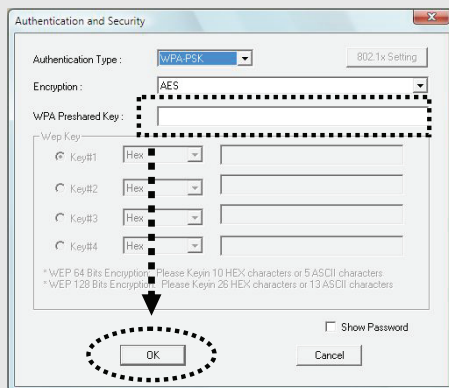 Authentication and Security
Authentication Type : WPA-PSK 802.1x Setting
Encryption : AES
WPA Preshared Key :
Wep Key
Key#1 Hex
Key#2 Hex
Key#3 Hex
Key#4 Hex
* WEP 64 Bits Encryption: Please Keyin 10 HEX characters or 5 ASCII characters
* WEP 128 Bits Encryption: Please Keyin 26 HEX characters or 13 ASCII characters
Show Password
OK Cancel